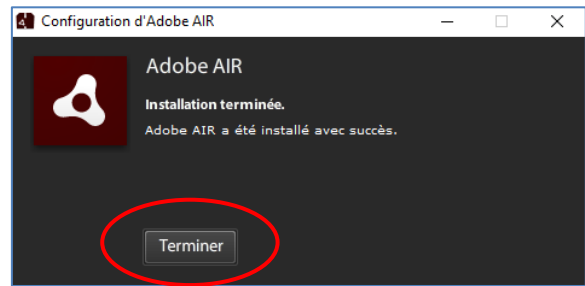 Configuration d'Adobe AIR
Adobe AIR
Installation terminée.
Adobe AIR a été installé avec succès.
Terminer